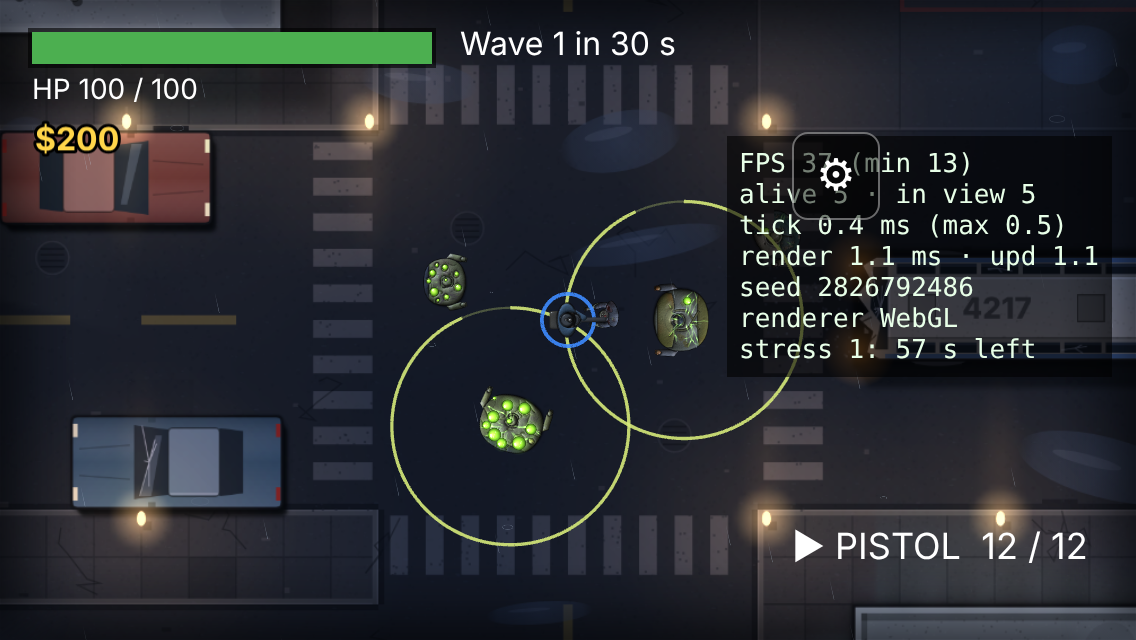 Wave 1 in 30 s
HP 100 / 100
$200
FPS 37 (min 13)
alive 5 · in view 5
tick 0.4 ms (max 0.5)
render 1.1 ms · upd 1.1
seed 2826792486
4217
renderer WebGL
stress 1: 57 s left
PISTOL 12 / 12